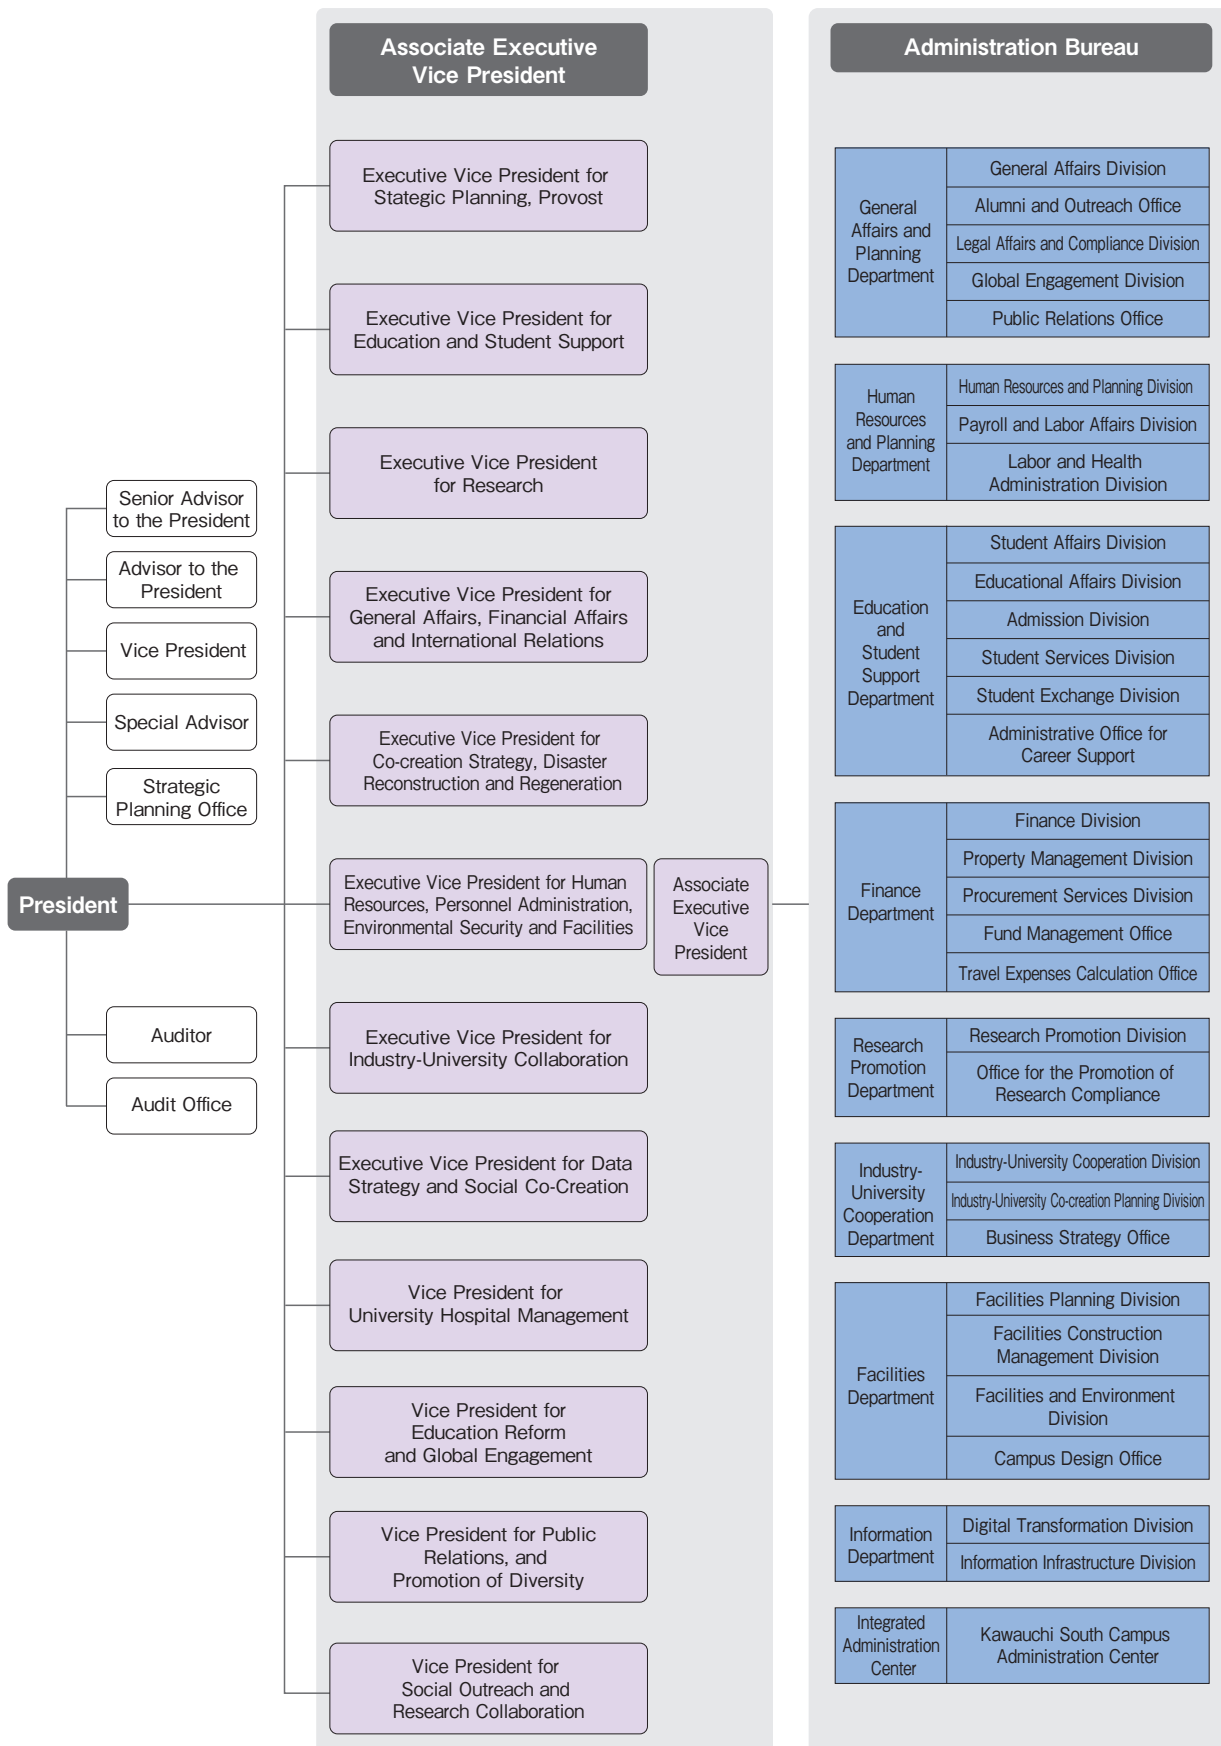 Associate Executive
Vice President
Administration Bureau
President
Senior Advisor
to the President
Advisor to the
President
Vice President
Special Advisor
Strategic
Planning Office
Auditor
Audit Office
Executive Vice President for
Stategic Planning, Provost
Executive Vice President for
Education and Student Support
Executive Vice President
for Research
Executive Vice President for
General Affairs, Financial Affairs
and International Relations
Executive Vice President for
Co-creation Strategy, Disaster
Reconstruction and Regeneration
Executive Vice President for Human
Resources, Personnel Administration,
Environmental Security and Facilities
Associate
Executive
Vice
President
Executive Vice President for
Industry-University Collaboration
Executive Vice President for Data
Strategy and Social Co-Creation
Vice President for
University Hospital Management
Vice President for
Education Reform
and Global Engagement
Vice President for Public
Relations, and
Promotion of Diversity
Vice President for
Social Outreach and
Research Collaboration
General
Affairs and
Planning
Department
General Affairs Division
Alumni and Outreach Office
Legal Affairs and Compliance Division
Global Engagement Division
Public Relations Office
Human
Resources
and Planning
Department
Human Resources and Planning Division
Payroll and Labor Affairs Division
Labor and Health
Administration Division
Education
and
Student
Support
Department
Student Affairs Division
Educational Affairs Division
Admission Division
Student Services Division
Student Exchange Division
Administrative Office for
Career Support
Finance
Department
Finance Division
Property Management Division
Procurement Services Division
Fund Management Office
Travel Expenses Calculation Office
Research
Promotion
Department
Research Promotion Division
Office for the Promotion of
Research Compliance
Industry-
University
Cooperation
Department
Industry-University Cooperation Division
Industry-University Co-creation Planning Division
Business Strategy Office
Facilities
Department
Facilities Planning Division
Facilities Construction
Management Division
Facilities and Environment
Division
Campus Design Office
Information
Department
Digital Transformation Division
Information Infrastructure Division
Integrated
Administration
Center
Kawauchi South Campus
Administration Center